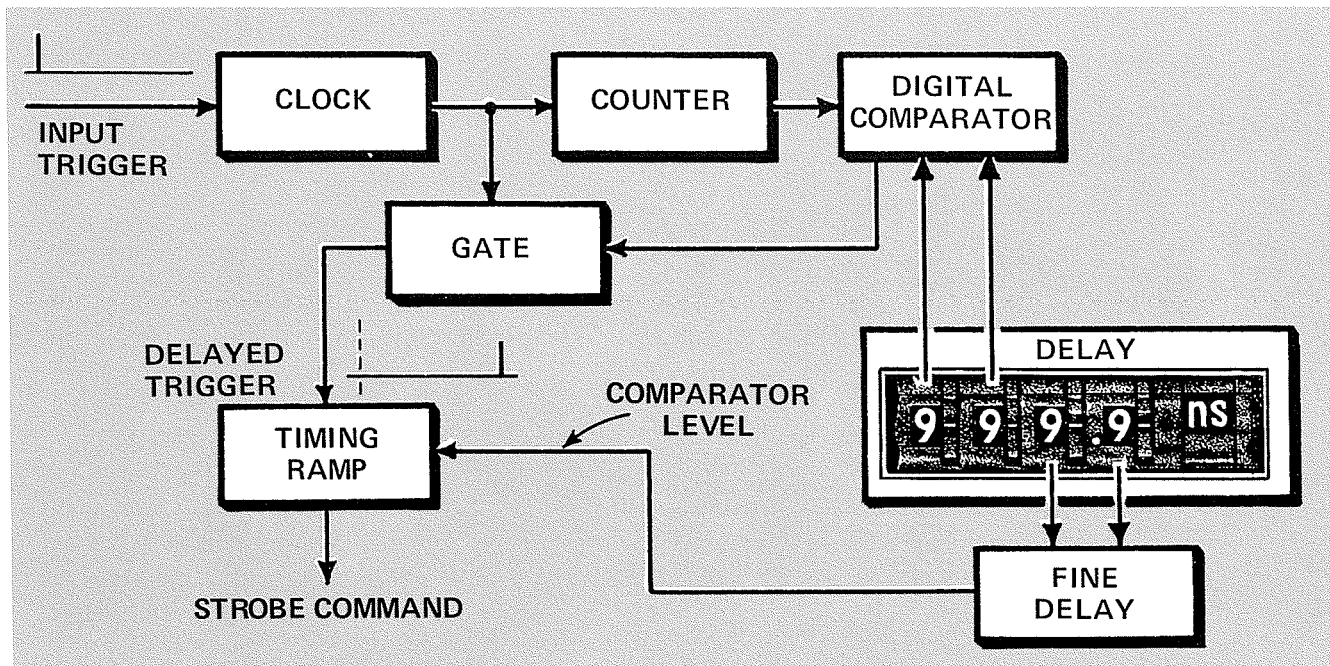 CLOCK
COUNTER
DIGITAL
COMPARATOR
INPUT
TRIGGER
GATE
DELAY
DELAYED
TRIGGER
COMPARATOR
LEVEL
9 9 9 .9 ns
TIMING
RAMP
FINE
DELAY
STROBE COMMAND